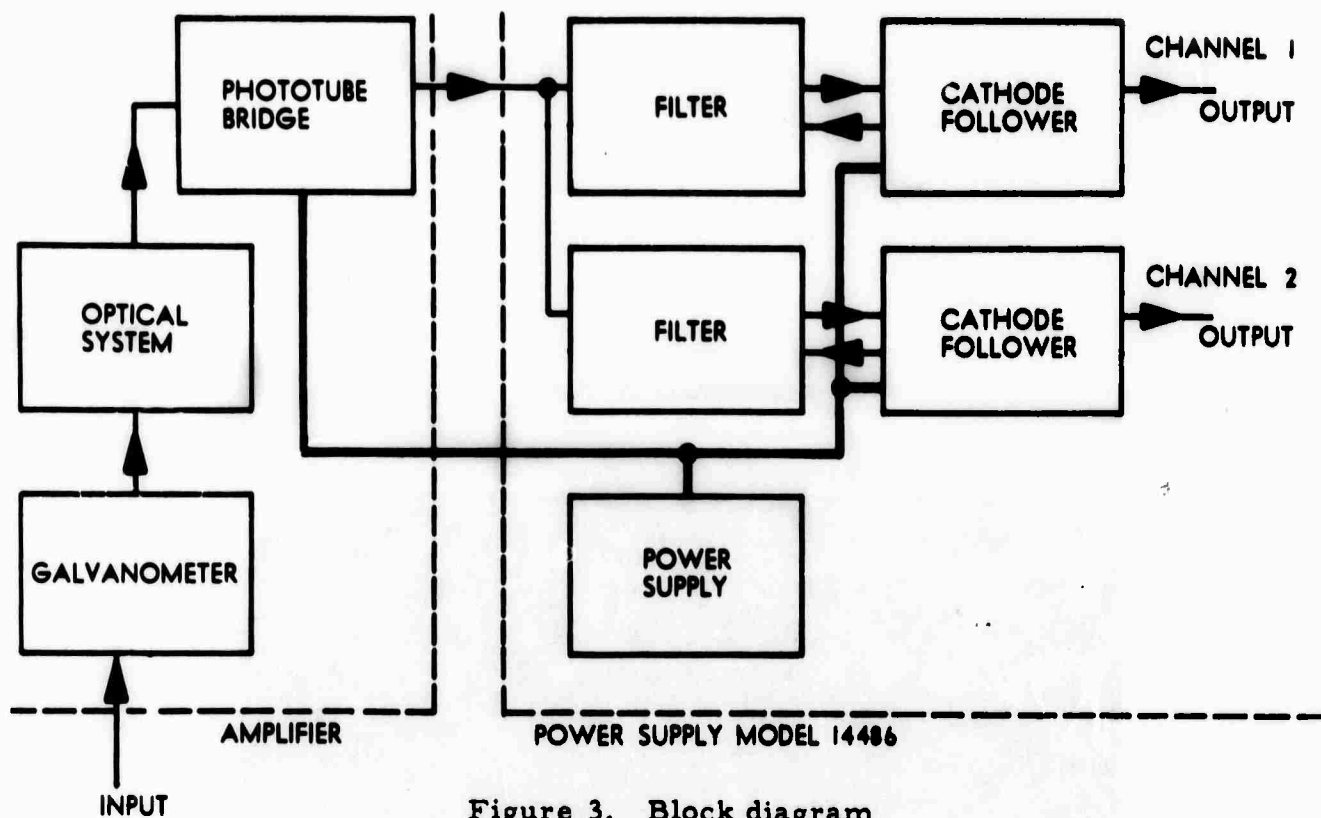 PHOTOTUBE
BRIDGE
FILTER
CATHODE
FOLLOWER
CHANNEL 1
OUTPUT
OPTICAL
SYSTEM
FILTER
CATHODE
FOLLOWER
CHANNEL 2
OUTPUT
GALVANOMETER
POWER
SUPPLY
AMPLIFIER
POWER SUPPLY MODEL 14486
INPUT
Figure 3. Block diagram